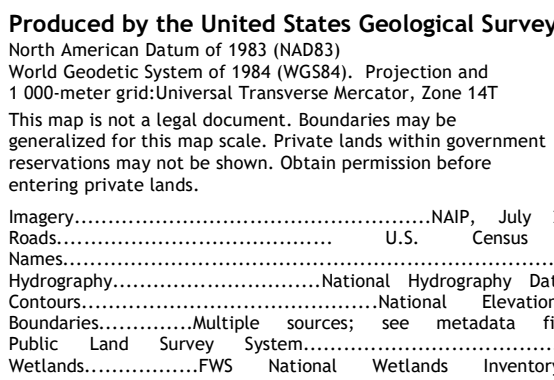 Produced by the United States Geological Survey
North American Datum of 1983 (NAD83)
World Geodetic System of 1984 (WGS84). Projection and
1 000-meter grid:Universal Transverse Mercator, Zone 14T
This map is not a legal document. Boundaries may be
generalized for this map scale. Private lands within government
reservations may not be shown. Obtain permission before
entering private lands.
Imagery.................................................NAIP, July
Roads...................................... U.S. Census
Names....................................................................
Hydrography.............................National Hydrography
Contours.........................................National Elevation
Boundaries.............Multiple sources; see metadata
Public Land Survey System...................................
Wetlands................FWS National Wetlands Inventory